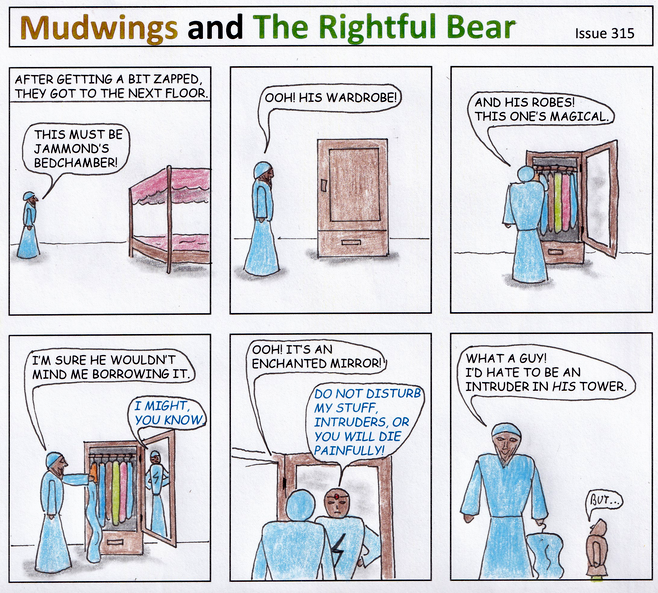 Mudwings and The Rightful Bear
Issue 315
AFTER GETTING A BIT ZAPPED,
THEY GOT TO THE NEXT FLOOR.
THIS MUST BE
JAMMOND'S
BEDCHAMBER!
OOH! HIS WARDROBE!
AND HIS ROBES!
THIS ONE'S MAGICAL.
I'M SURE HE WOULDN'T
MIND ME BORROWING IT.
I MIGHT,
YOU KNOW.
OOH! IT'S AN
ENCHANTED MIRROR!
DO NOT DISTURB
MY STUFF,
INTRUDERS, OR
YOU WILL DIE
PAINFULLY!
WHAT A GUY!
I'D HATE TO BE AN
INTRUDER IN HIS TOWER.
BUT...